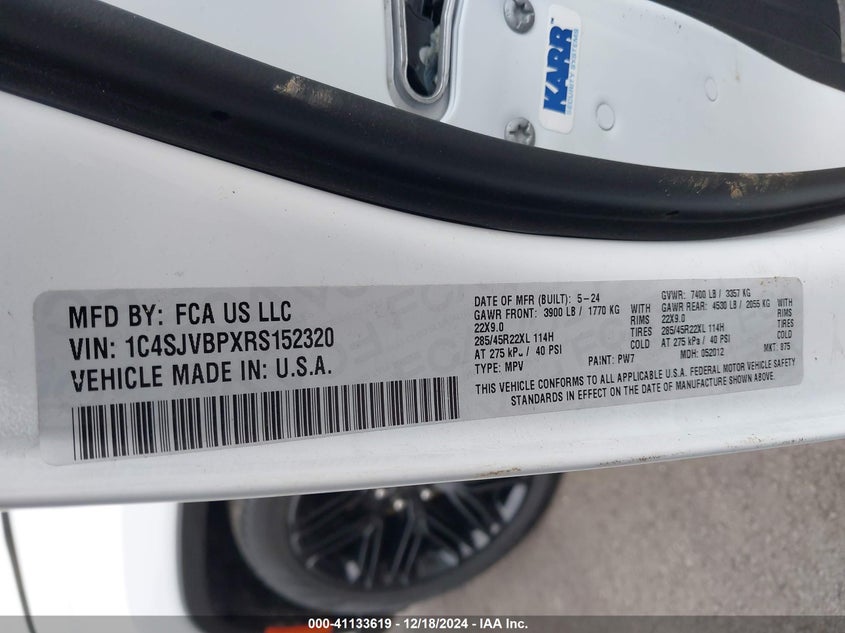 KARR
SECURITY SYSTEMS
MFD BY: FCA US LLC
VIN: 1C4SJVBPXRS152320
VEHICLE MADE IN: U.S.A.
DATE OF MFR (BUILT): 5-24
GVWR: 7400 LB / 3357 KG
GAWR FRONT: 3900 LB / 1770 KG WITH
GAWR REAR: 4530 LB / 2055 KG WITH
22X9.0 RIMS
22X9.0 RIMS
285/45R22XL 114H TIRES
285/45R22XL 114H TIRES
AT 275 kPa / 40 PSI COLD
AT 275 kPa / 40 PSI COLD
TYPE: MPV PAINT: PW7 MDH: 052012 MKT: 975
THIS VEHICLE CONFORMS TO ALL APPLICABLE U.S.A. FEDERAL MOTOR VEHICLE SAFETY
STANDARDS IN EFFECT ON THE DATE OF MANUFACTURE SHOWN ABOVE.
000-41133619 / 12/18/2024 - IAA Inc.